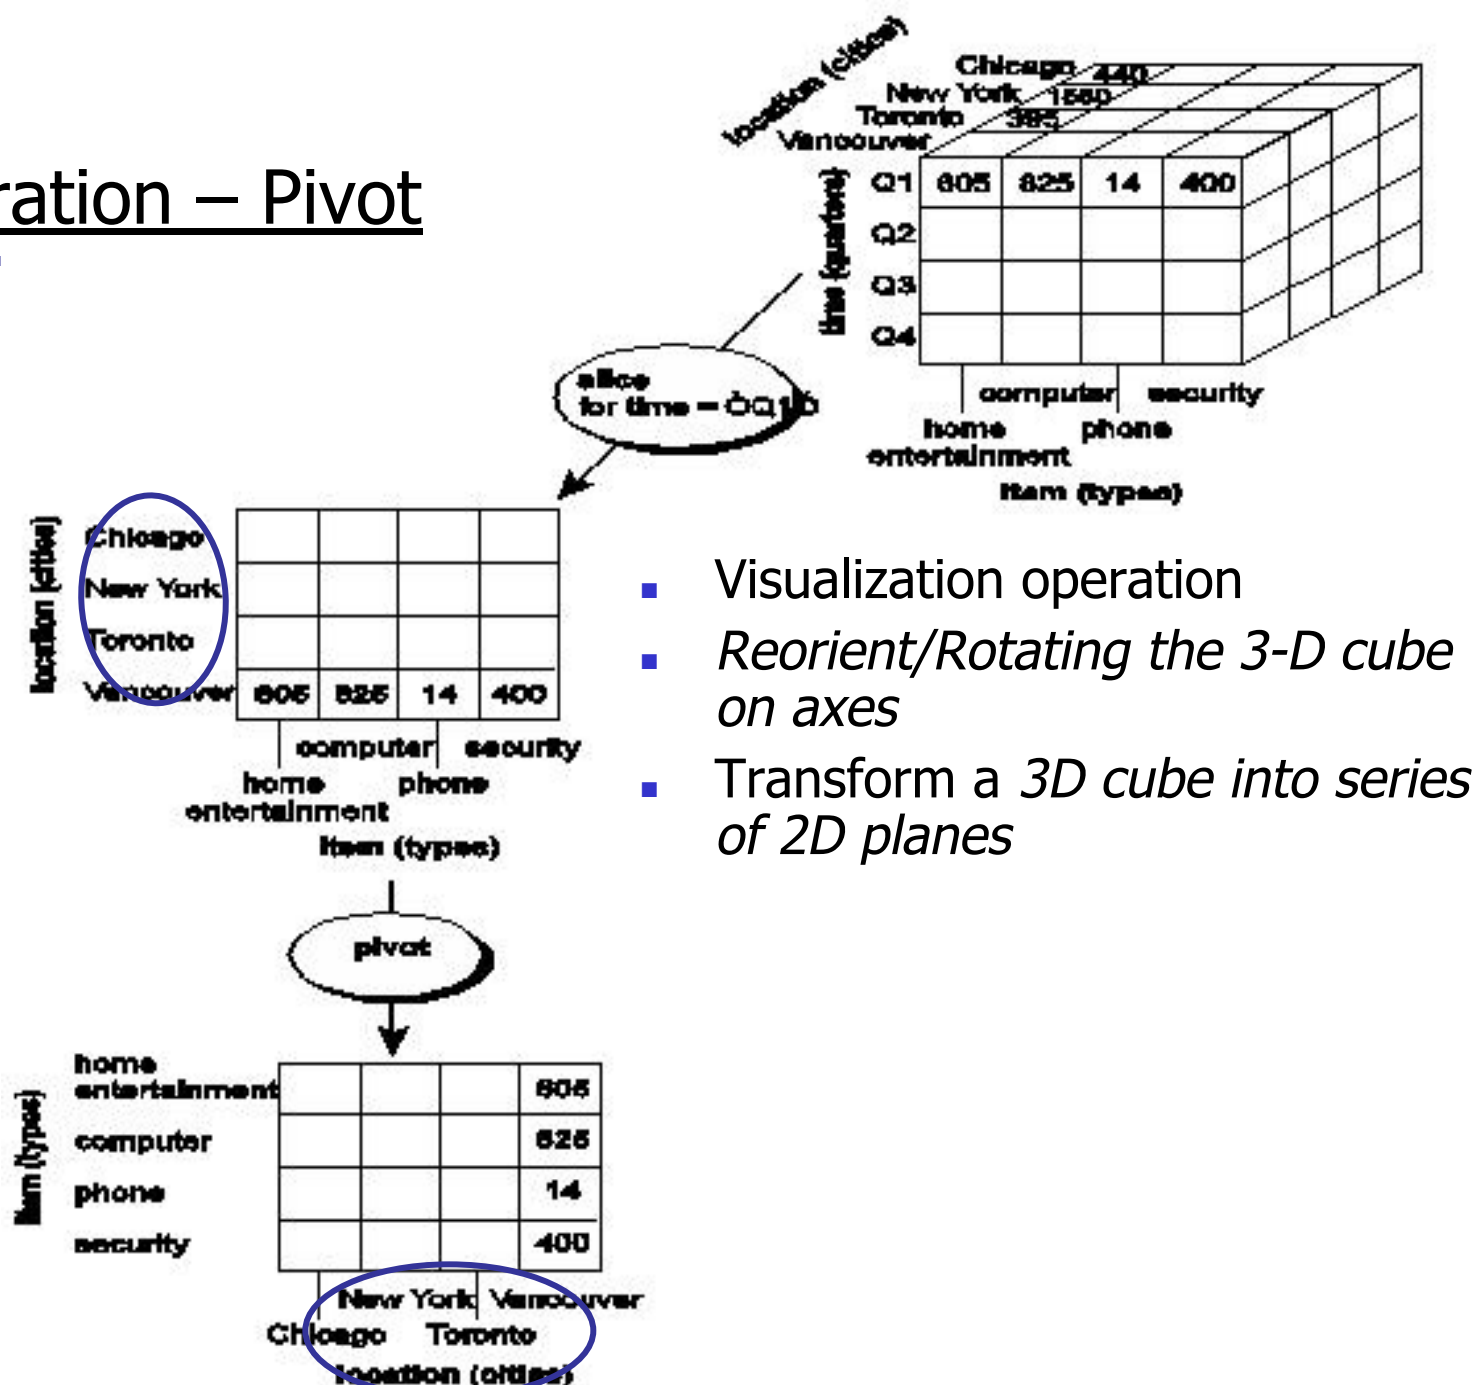 ration – Pivot
location (cities)
Chicago 440
New York 1560
Toronto 395
Vancouver
time (quarters)
Q1 605 825 14 400
Q2
Q3
Q4
computer security
home phone
entertainment
item (types)
slice
for time = ÒQ1Ó
location (cities)
Chicago
New York
Toronto
Vancouver 605 825 14 400
computer security
home phone
entertainment
item (types)
■ Visualization operation
■ Reorient/Rotating the 3-D cube
on axes
■ Transform a 3D cube into series
of 2D planes
pivot
item (types)
home
entertainment 605
computer 825
phone 14
security 400
New York Vancouver
Chicago Toronto
location (cities)